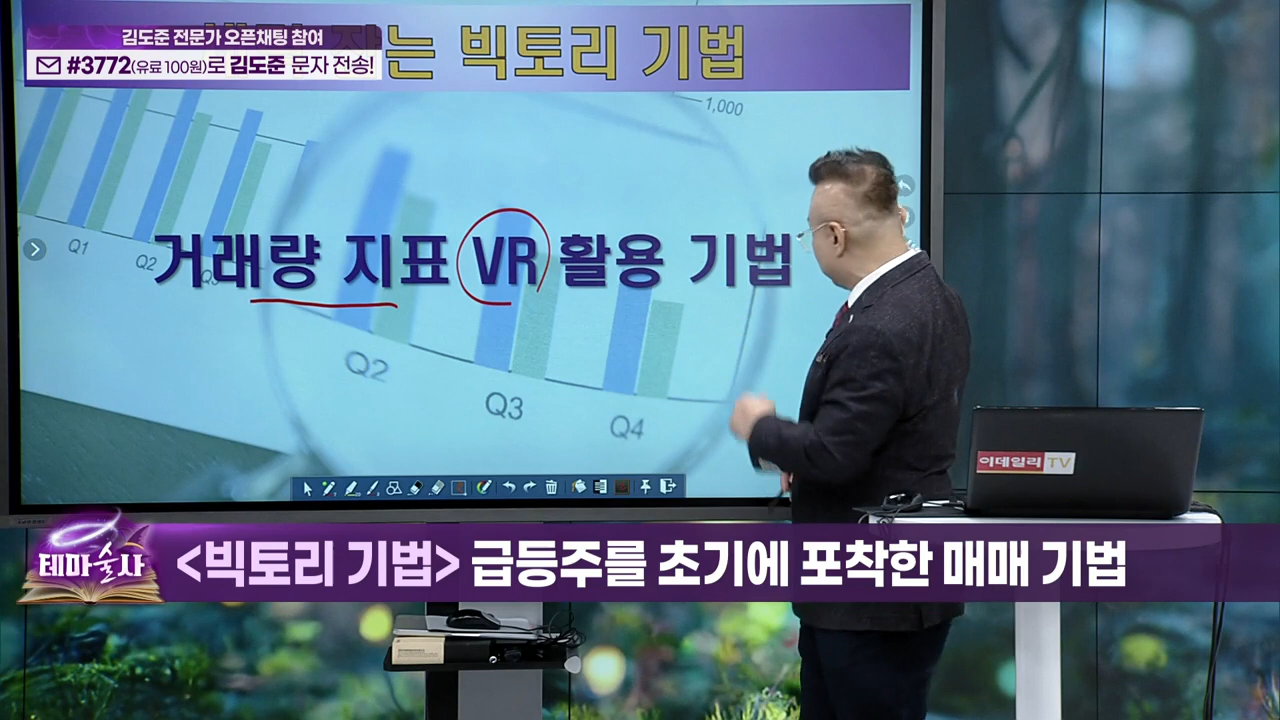 김도준 전문가 오픈채팅 참여
#3772(유료 100원)로 김도준 문자 전송!
는 빅토리 기법
1,000
Q1
Q2
거래량 지표 VR 활용 기법
Q2
Q3
Q4
이데일리 TV
테마술사
<빅토리 기법> 급등주를 초기에 포착한 매매 기법